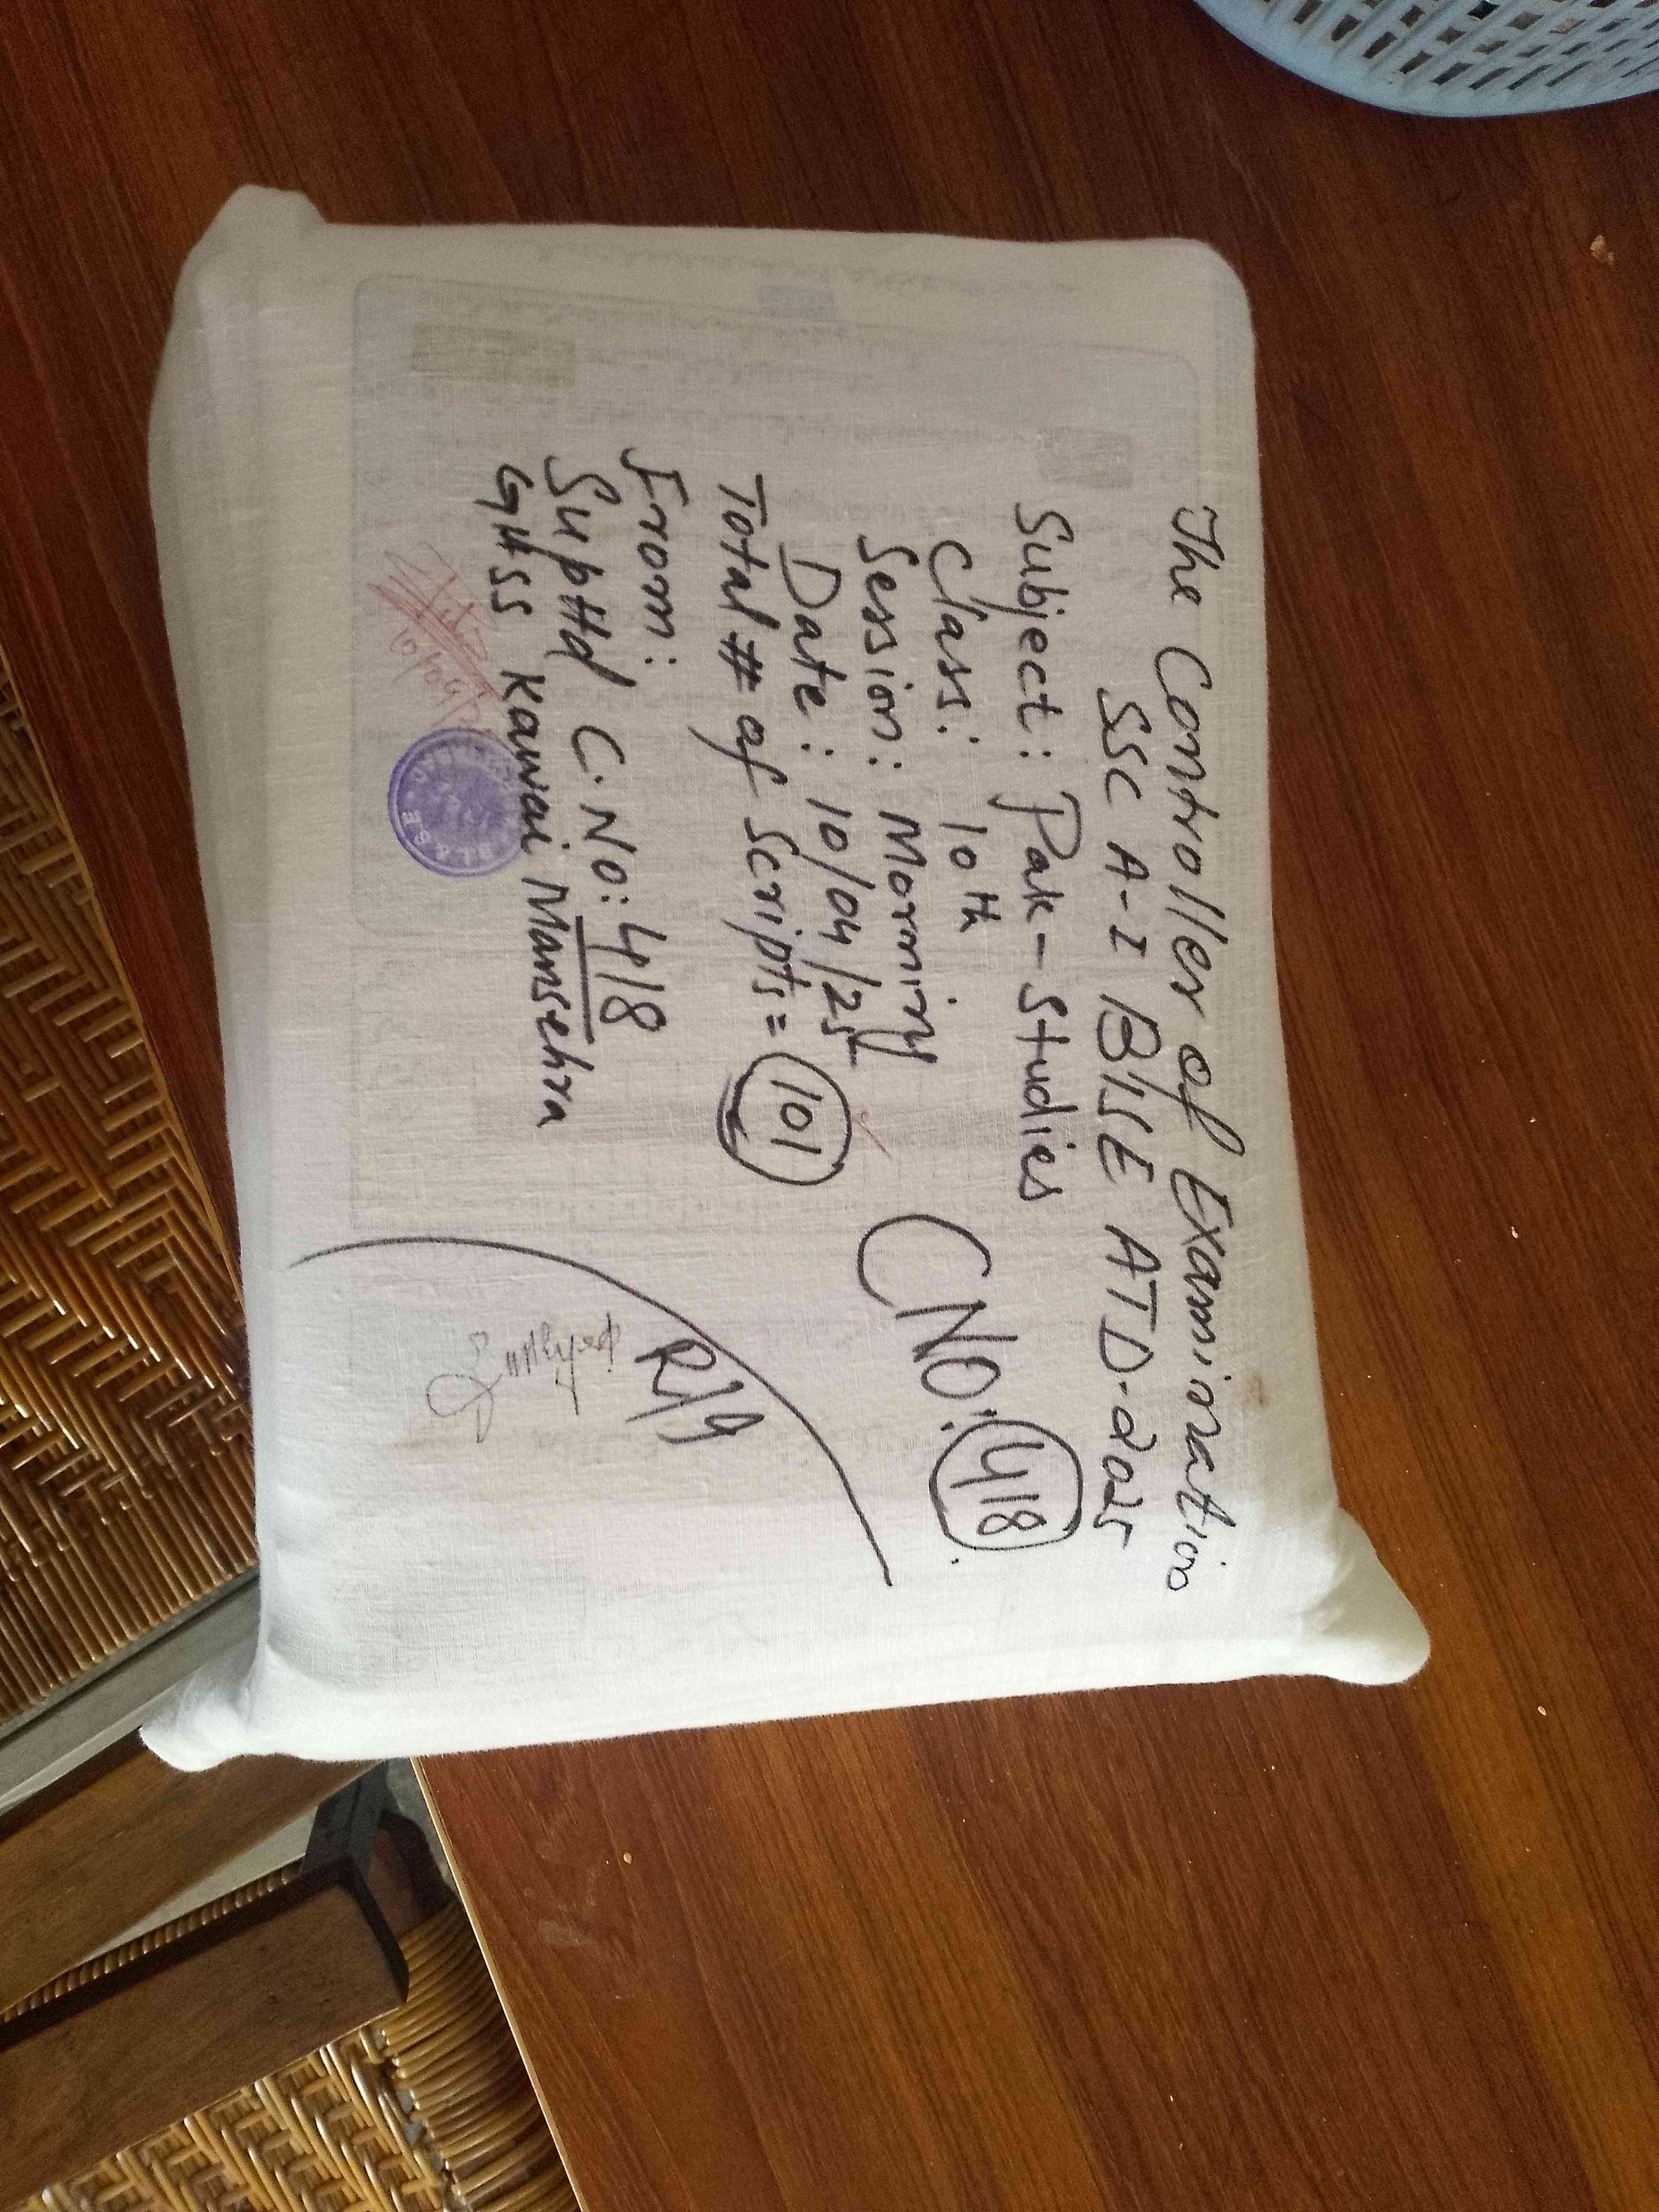 The Controller of Examination
SSC A-I BISE ATD-2025
Subject: Pak-Studies
Class: 10th
Session: Morning
Date: 10/04/25
Total # of Scripts = 101
CNO: 418
From:
Suptd C.No: 418
GHSS Kawai Mansehra
R/9